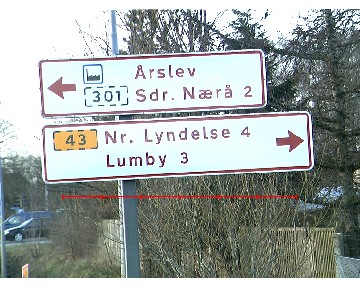 Årslev
301 Sdr. Nærå 2
43 Nr. Lyndelse 4
Lumby 3